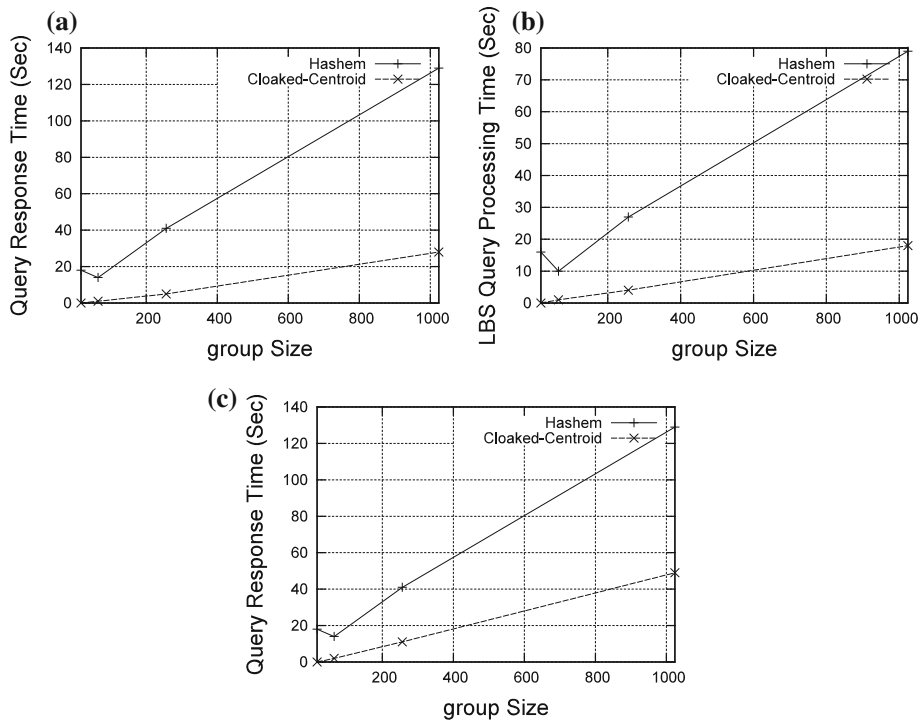 (a)
Query Response Time (Sec)
140
120
100
80
60
40
20
0
Hashem
Cloaked-Centroid
200
400
600
800
1000
group Size
(b)
LBS Query Processing Time (Sec)
80
70
60
50
40
30
20
10
0
Hashem
Cloaked-Centroid
200
400
600
800
1000
group Size
(c)
Query Response Time (Sec)
140
120
100
80
60
40
20
0
Hashem
Cloaked-Centroid
200
400
600
800
1000
group Size